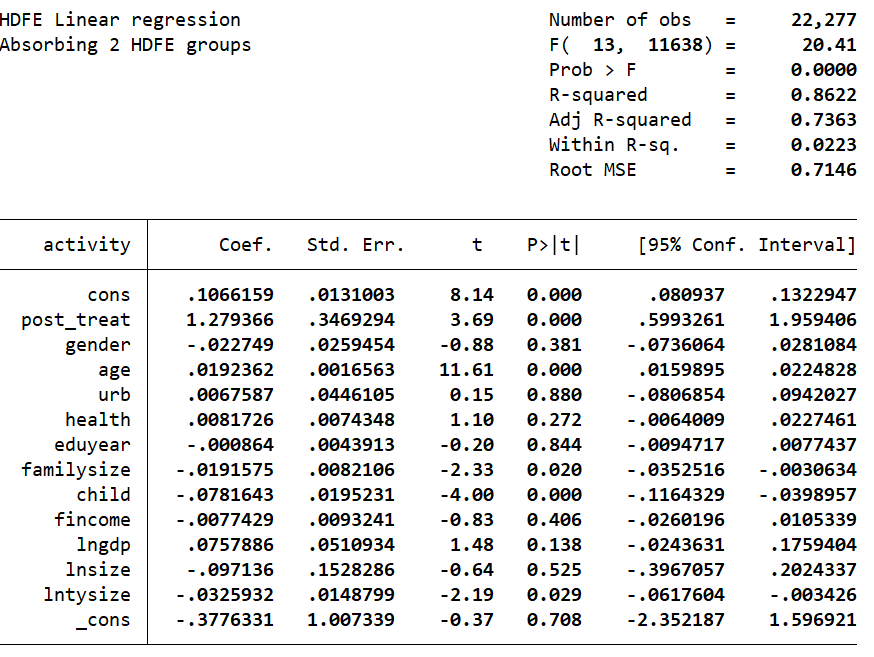 HDFE Linear regression Number of obs = 22,277
Absorbing 2 HDFE groups F( 13, 11638) = 20.41
Prob > F = 0.0000
R-squared = 0.8622
Adj R-squared = 0.7363
Within R-sq. = 0.0223
Root MSE = 0.7146
activity Coef. Std. Err. t P>|t| [95% Conf. Interval]
cons .1066159 .0131003 8.14 0.000 .080937 .1322947
post_treat 1.279366 .3469294 3.69 0.000 .5993261 1.959406
gender -.022749 .0259454 -0.88 0.381 -.0736064 .0281084
age .0192362 .0016563 11.61 0.000 .0159895 .0224828
urb .0067587 .0446105 0.15 0.880 -.0806854 .0942027
health .0081726 .0074348 1.10 0.272 -.0064009 .0227461
eduyear -.000864 .0043913 -0.20 0.844 -.0094717 .0077437
familysize -.0191575 .0082106 -2.33 0.020 -.0352516 -.0030634
child -.0781643 .0195231 -4.00 0.000 -.1164329 -.0398957
fincome -.0077429 .0093241 -0.83 0.406 -.0260196 .0105339
lngdp .0757886 .0510934 1.48 0.138 -.0243631 .1759404
lnsize -.097136 .1528286 -0.64 0.525 -.3967057 .2024337
lntysize -.0325932 .0148799 -2.19 0.029 -.0617604 -.003426
_cons -.3776331 1.007339 -0.37 0.708 -2.352187 1.596921